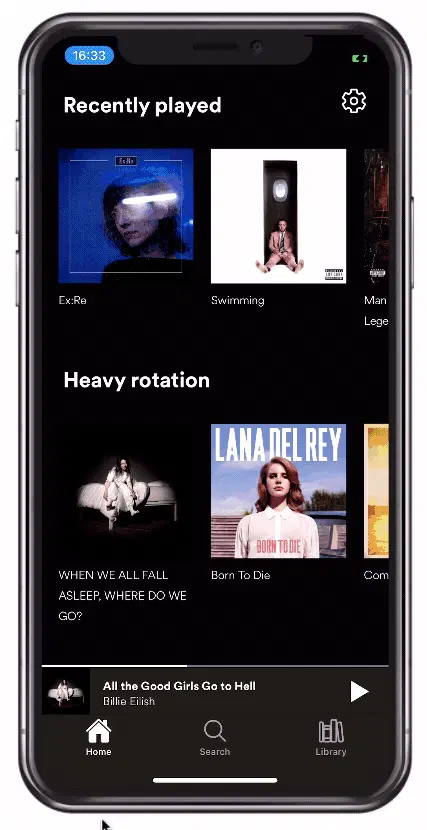 16:33
Recently played
Ex:Re
Ex:Re
Swimming
Man
Lege
Heavy rotation
LANA DEL REY
BORN TO DIE
WHEN WE ALL FALL
ASLEEP, WHERE DO WE
GO?
Born To Die
Com
All the Good Girls Go to Hell
Billie Eilish
Home
Search
Library